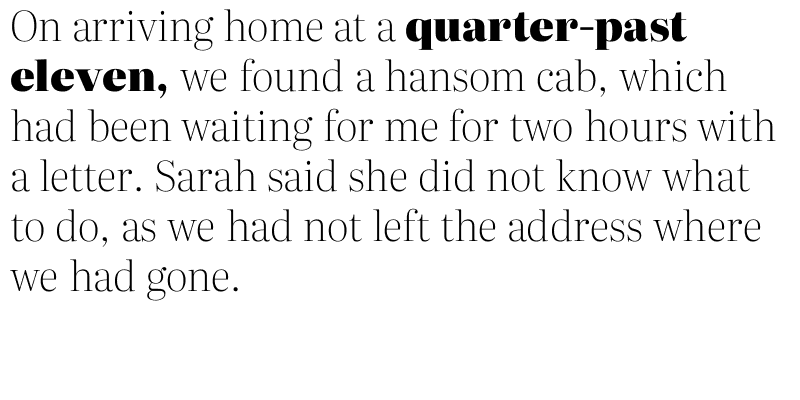 On arriving home at a quarter-past
eleven, we found a hansom cab, which
had been waiting for me for two hours with
a letter. Sarah said she did not know what
to do, as we had not left the address where
we had gone.